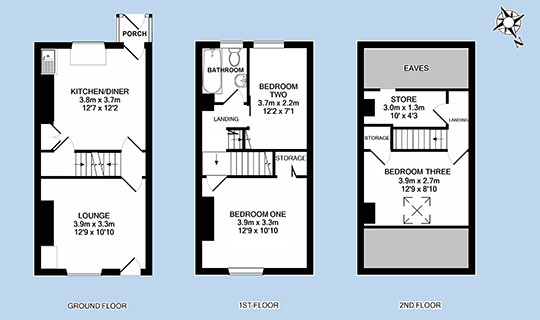 PORCH
KITCHEN/DINER
3.8m x 3.7m
12'7 x 12'2
LOUNGE
3.9m x 3.3m
12'9 x 10'10
GROUND FLOOR
BATHROOM
BEDROOM
TWO
3.7m x 2.2m
12'2 x 7'1
LANDING
STORAGE
BEDROOM ONE
3.9m x 3.3m
12'9 x 10'10
1ST FLOOR
EAVES
STORE
3.0m x 1.3m
10' x 4'3
LANDING
STORAGE
BEDROOM THREE
3.9m x 2.7m
12'9 x 8'10
2ND FLOOR